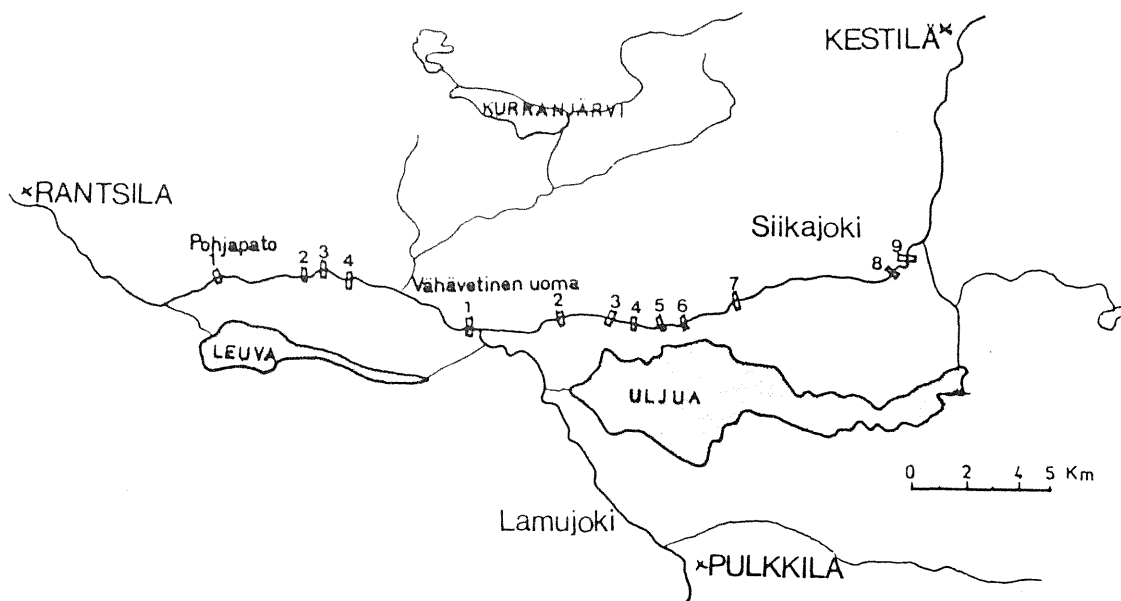 KESTILÄ
KURRANJÄRVI
RANTSILA
Siikajoki
Pohjapato
1 2 3 4
Vähävetinen uoma
1 2 3 4 5 6 7 8 9
LEUVA
ULJUA
0 2 4 5 Km
Lamujoki
PULKKILA